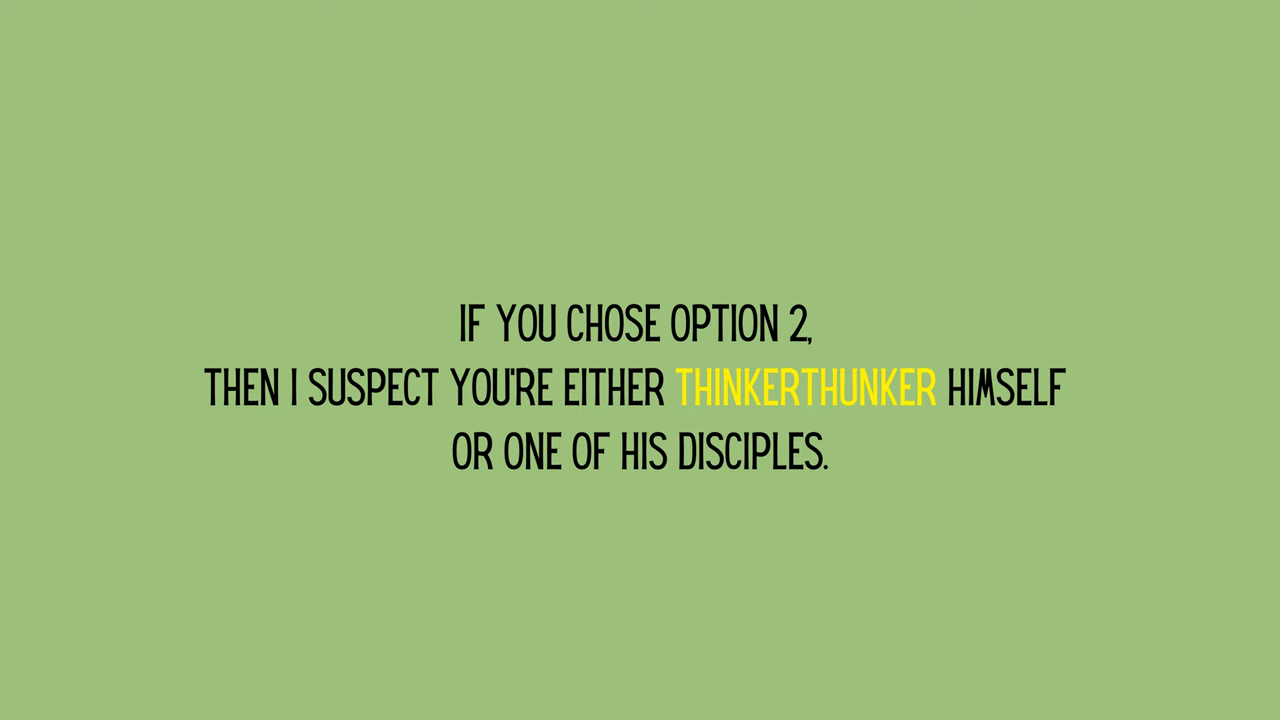 IF YOU CHOSE OPTION 2,
THEN I SUSPECT YOU'RE EITHER THINKERTHUNKER HIMSELF
OR ONE OF HIS DISCIPLES.